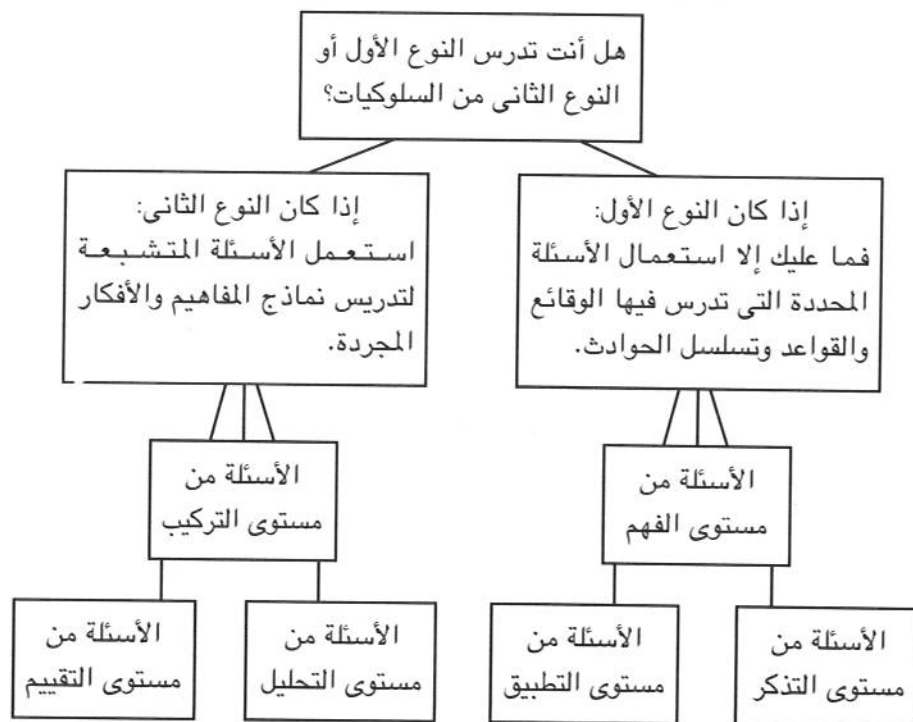 هل أنت تدرس النوع الأول أو
النوع الثانى من السلوكيات؟
إذا كان النوع الأول:
فما عليك إلا استعمال الأسئلة
المحددة التى تدرس فيها الوقائع
والقواعد وتسلسل الحوادث.
إذا كان النوع الثانى:
استعمل الأسئلة المتشبعة
لتدريس نماذج المفاهيم والأفكار
المجردة.
الأسئلة من
مستوى الفهم
الأسئلة من
مستوى التركيب
الأسئلة من
مستوى التذكر
الأسئلة من
مستوى التطبيق
الأسئلة من
مستوى التحليل
الأسئلة من
مستوى التقييم